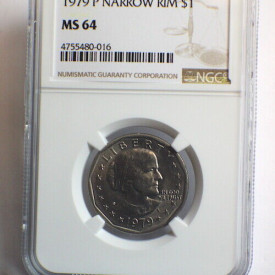 1979 P NARROW RIM $1
MS 64
NUMISMATIC GUARANTY CORPORATION
NGC
4755480-016
LIBERTY
1979